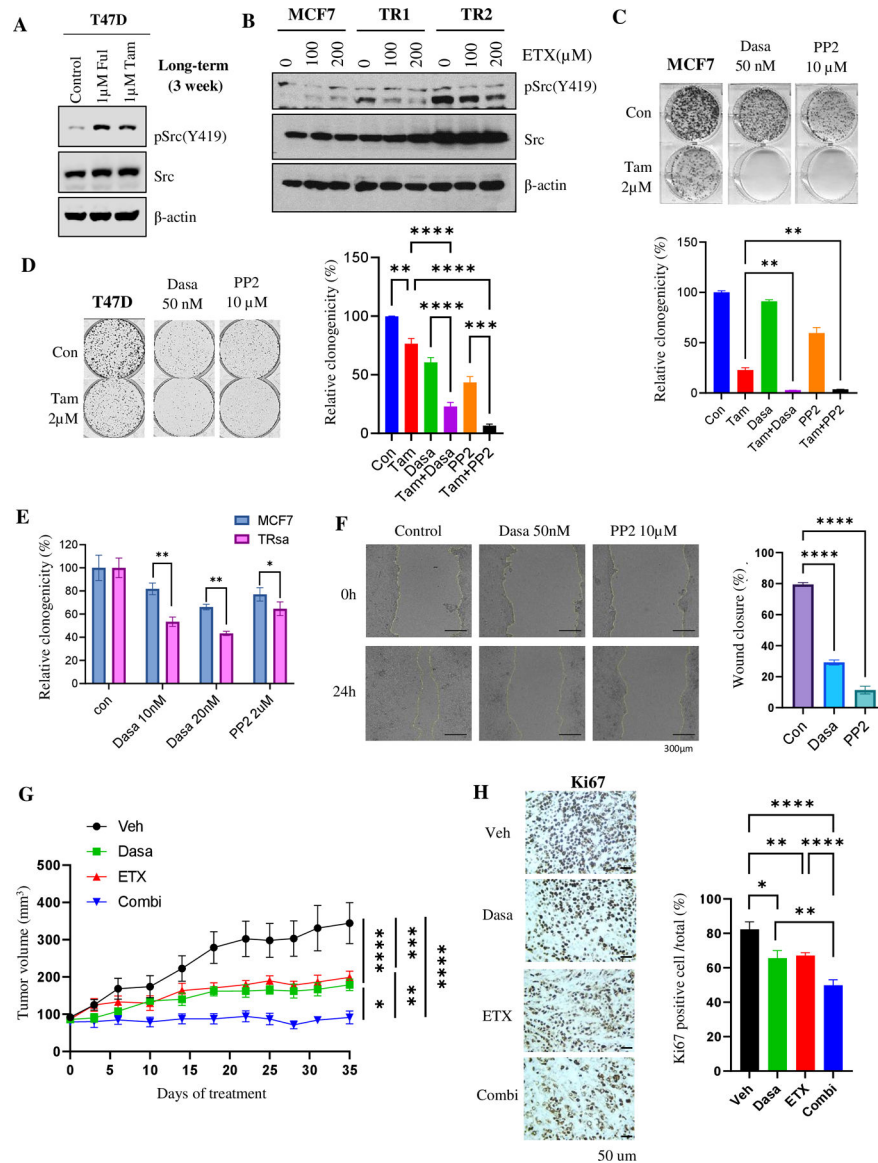 A
T47D
Control
1µM Ful
1µM Tam
Long-term
(3 week)
pSrc(Y419)
Src
β-actin
B
MCF7 TR1 TR2
0 100 200 0 100 200 0 100 200
ETX(µM)
pSrc(Y419)
Src
β-actin
C
MCF7
Dasa
50 nM
PP2
10 µM
Con
Tam
2µM
Relative clonogenicity (%)
150
100
50
0
**
**
Con Tam Dasa Tam+Dasa PP2 Tam+PP2
D
T47D
Dasa
50 nM
PP2
10 µM
Con
Tam
2µM
Relative clonogenicity (%)
150
100
50
0
****
** ****
****
***
Con Tam Dasa Tam+Dasa PP2 Tam+PP2
E
MCF7
TRsa
Relative clonogenicity (%)
120
100
80
60
40
20
0
** ** *
con Dasa 10nM Dasa 20nM PP2 2uM
F
Control Dasa 50nM PP2 10µM
0h
24h
300µm
Wound closure (%)
100
80
60
40
20
0
****
****
Con Dasa PP2
G
Veh
Dasa
ETX
Combi
Tumor volume (mm³)
500
400
300
200
100
0
0 5 10 15 20 25 30 35
Days of treatment
**** *** ****
* **
H
Ki67
Veh
Dasa
ETX
Combi
50 um
Ki67 positive cell /total (%)
100
80
60
40
20
0
****
** ****
*
**
Veh Dasa ETX Combi